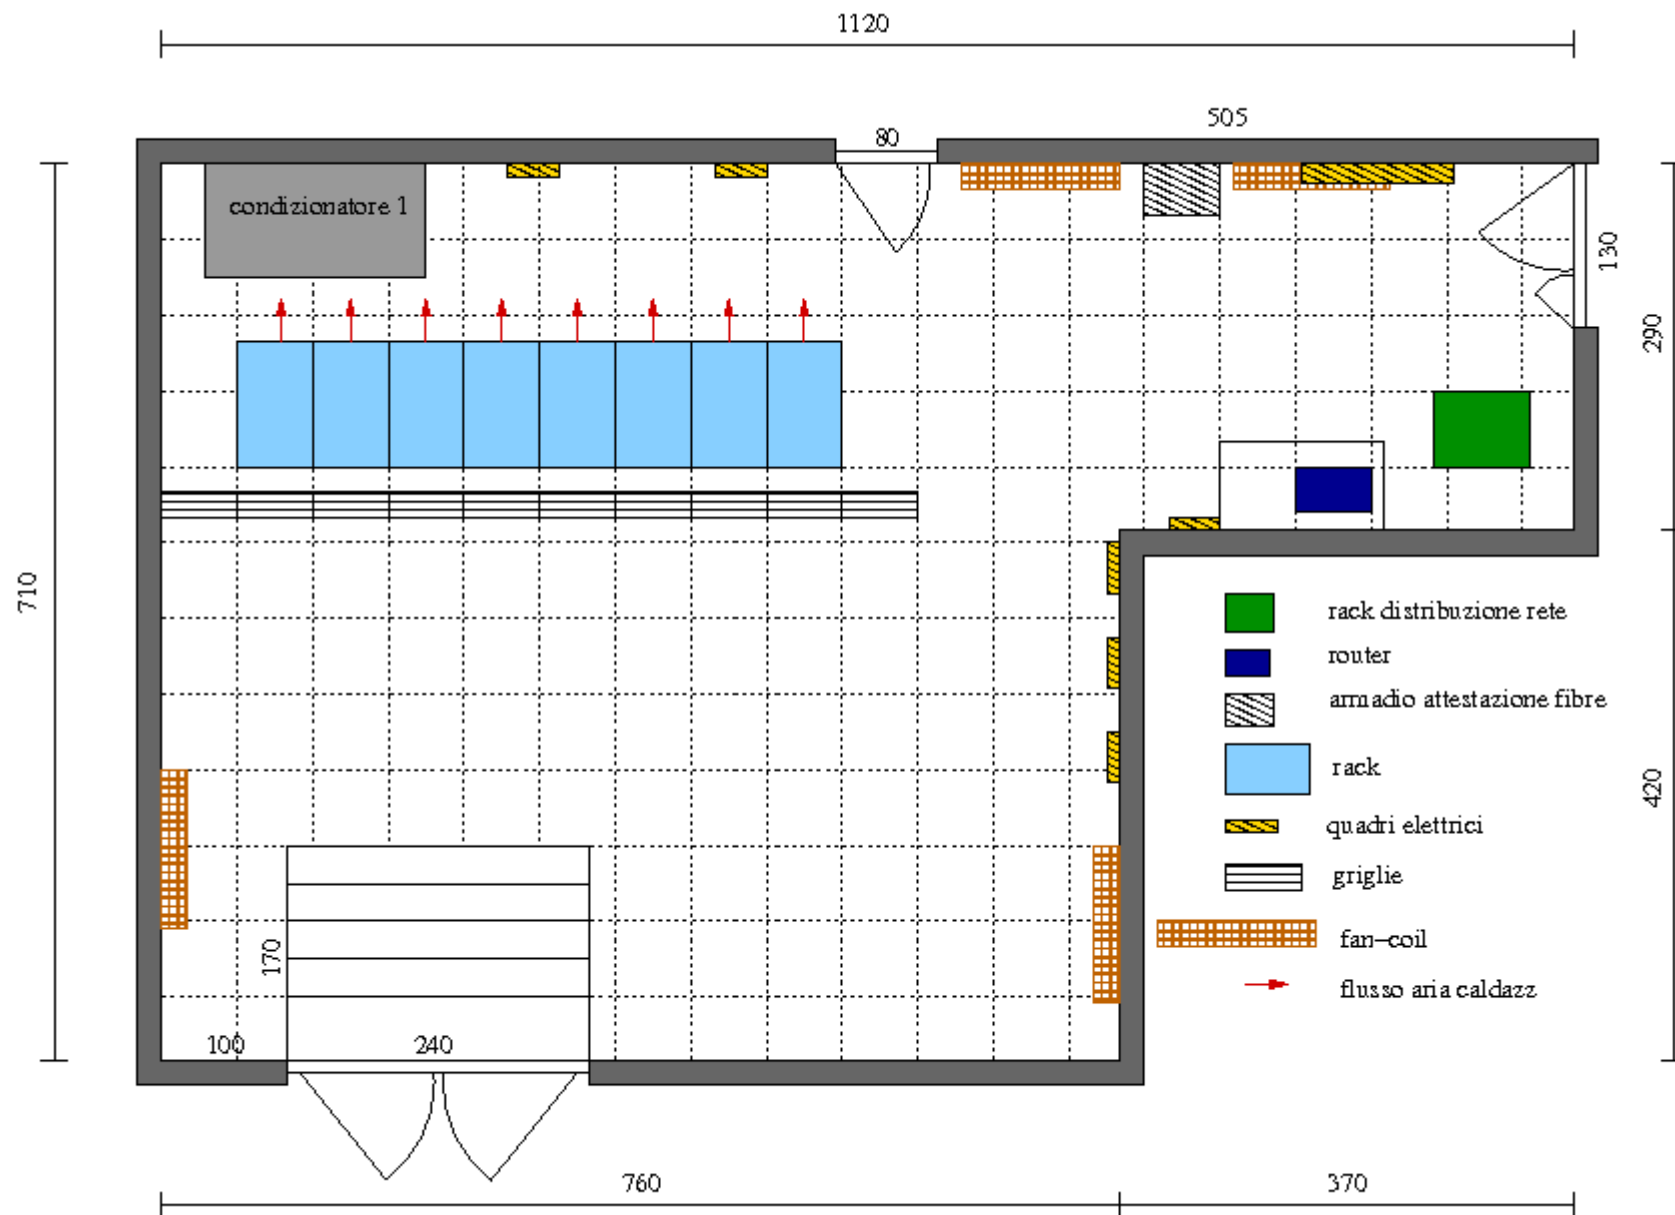 1120
505
80
condizionatore 1
130
290
710
rack distribuzione rete
router
armadio attestazione fibre
rack
420
quadri elettrici
griglie
170
fan-coil
flusso aria caldazz
100
240
760
370